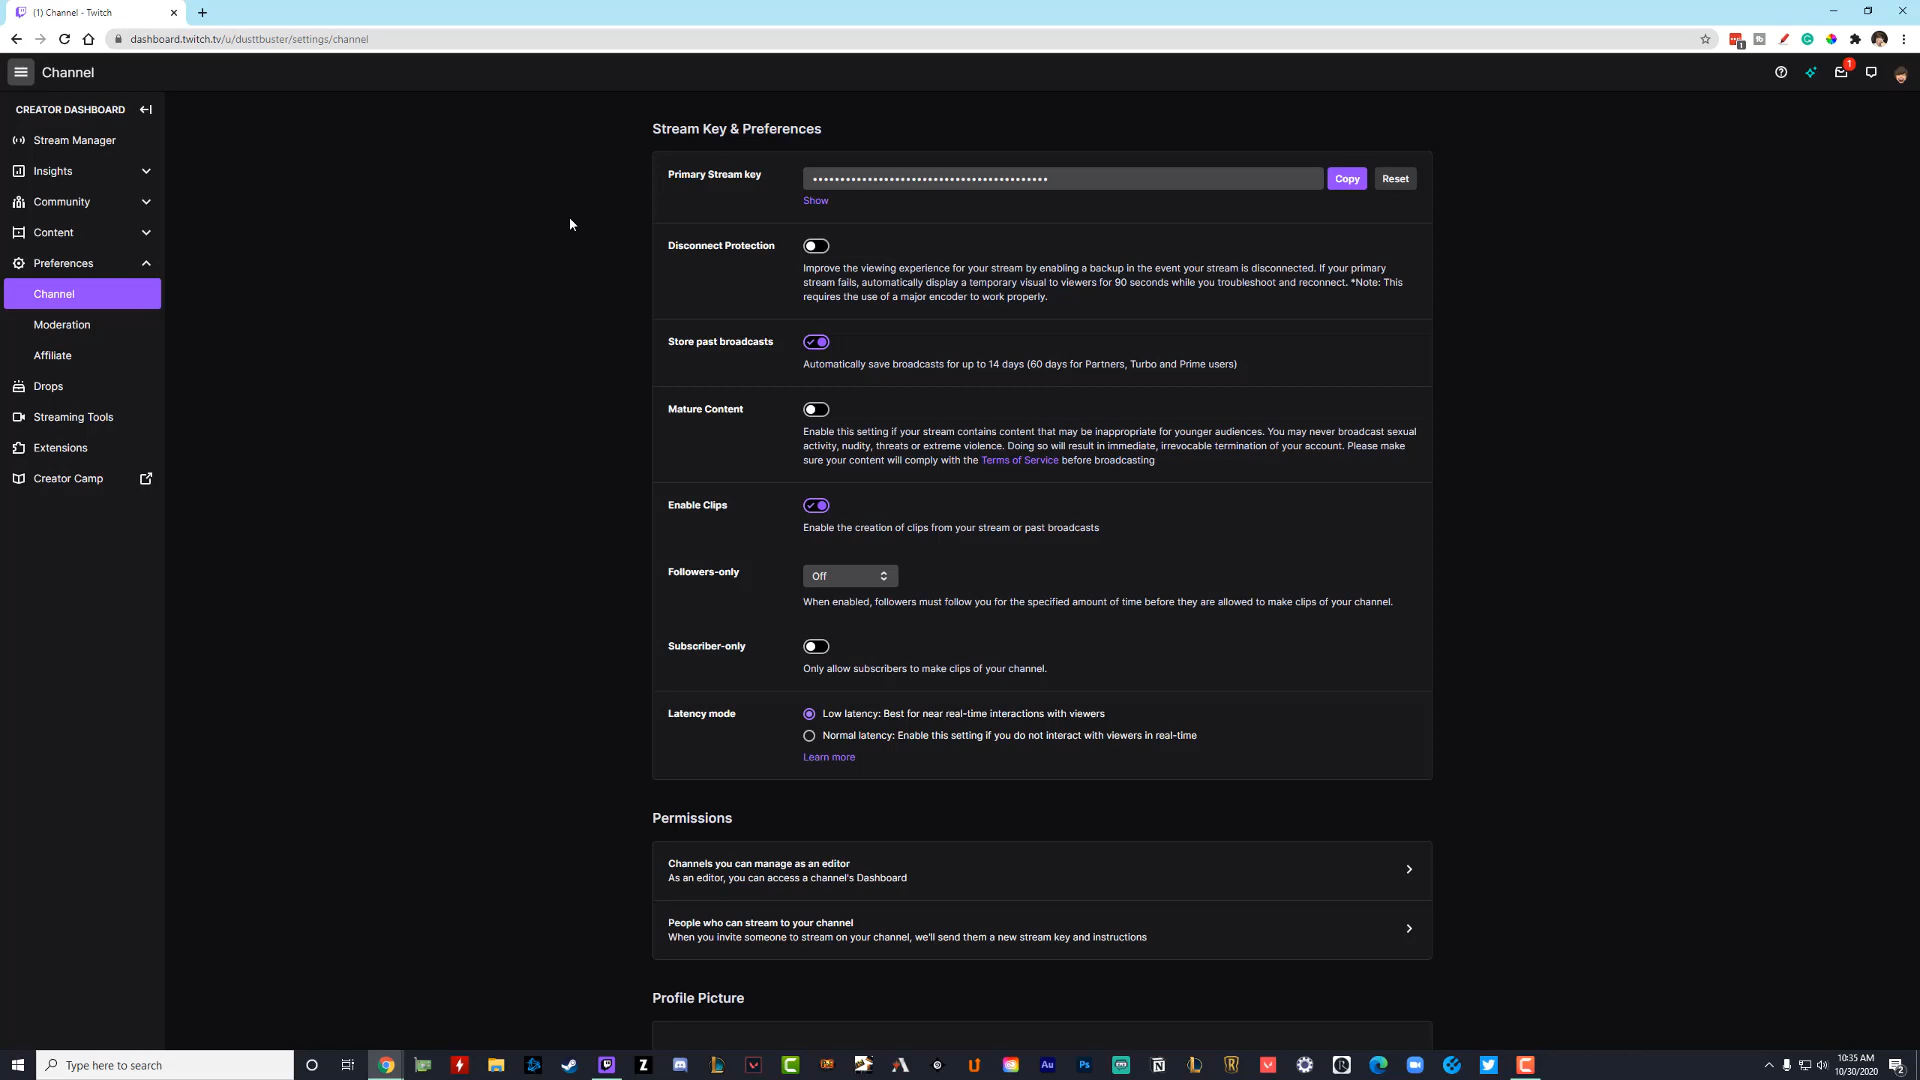 (1) Channel - Twitch
dashboard.twitch.tv/u/dusttbuster/settings/channel
1
Channel
1
CREATOR DASHBOARD
Stream Manager
Insights
Community
Content
Preferences
Channel
Moderation
Affiliate
Drops
Streaming Tools
Extensions
Creator Camp
Stream Key & Preferences
Primary Stream key
Copy
Reset
Show
Disconnect Protection
Improve the viewing experience for your stream by enabling a backup in the event your stream is disconnected. If your primary
stream fails, automatically display a temporary visual to viewers for 90 seconds while you troubleshoot and reconnect. *Note: This
requires the use of a major encoder to work properly.
Store past broadcasts
Automatically save broadcasts for up to 14 days (60 days for Partners, Turbo and Prime users)
Mature Content
Enable this setting if your stream contains content that may be inappropriate for younger audiences. You may never broadcast sexual
activity, nudity, threats or extreme violence. Doing so will result in immediate, irrevocable termination of your account. Please make
sure your content will comply with the Terms of Service before broadcasting
Enable Clips
Enable the creation of clips from your stream or past broadcasts
Followers-only
Off
When enabled, followers must follow you for the specified amount of time before they are allowed to make clips of your channel.
Subscriber-only
Only allow subscribers to make clips of your channel.
Latency mode
Low latency: Best for near real-time interactions with viewers
Normal latency: Enable this setting if you do not interact with viewers in real-time
Learn more
Permissions
Channels you can manage as an editor
As an editor, you can access a channel's Dashboard
People who can stream to your channel
When you invite someone to stream on your channel, we'll send them a new stream key and instructions
Profile Picture
Type here to search
Au
Ps
10:35 AM
10/30/2020
2